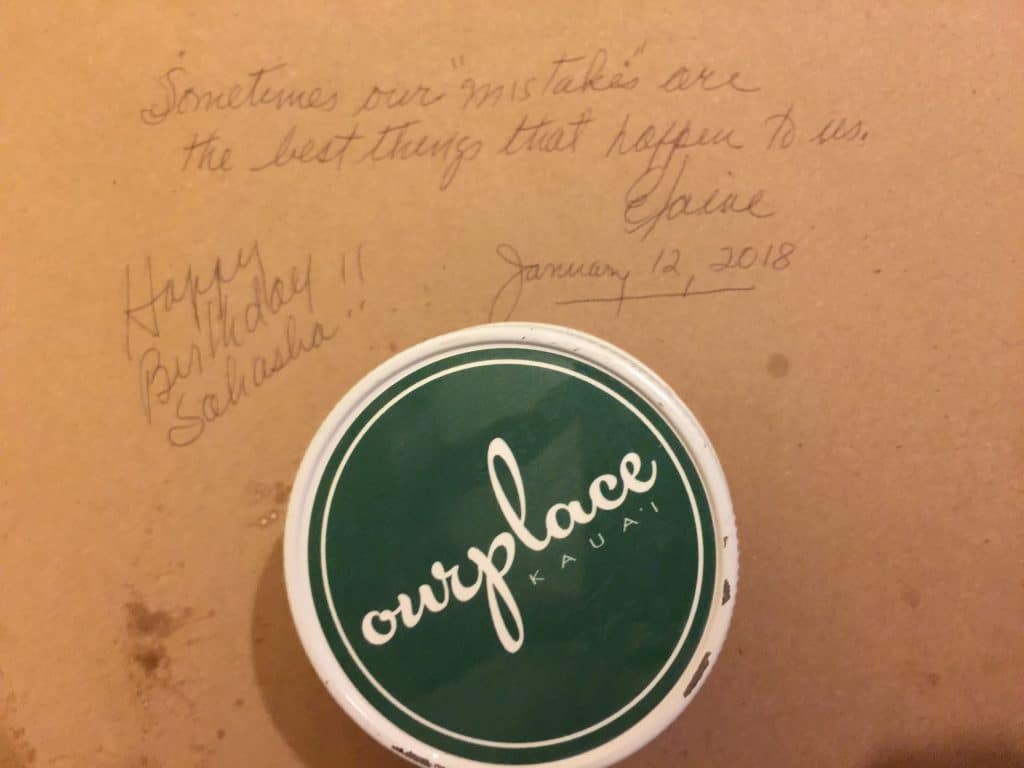 Sometimes our "mistakes" are
the best things that happen to us.
Elaine
January 12, 2018
Happy
Birthday !!
Sahasha!!
ourplace
KAUA'I